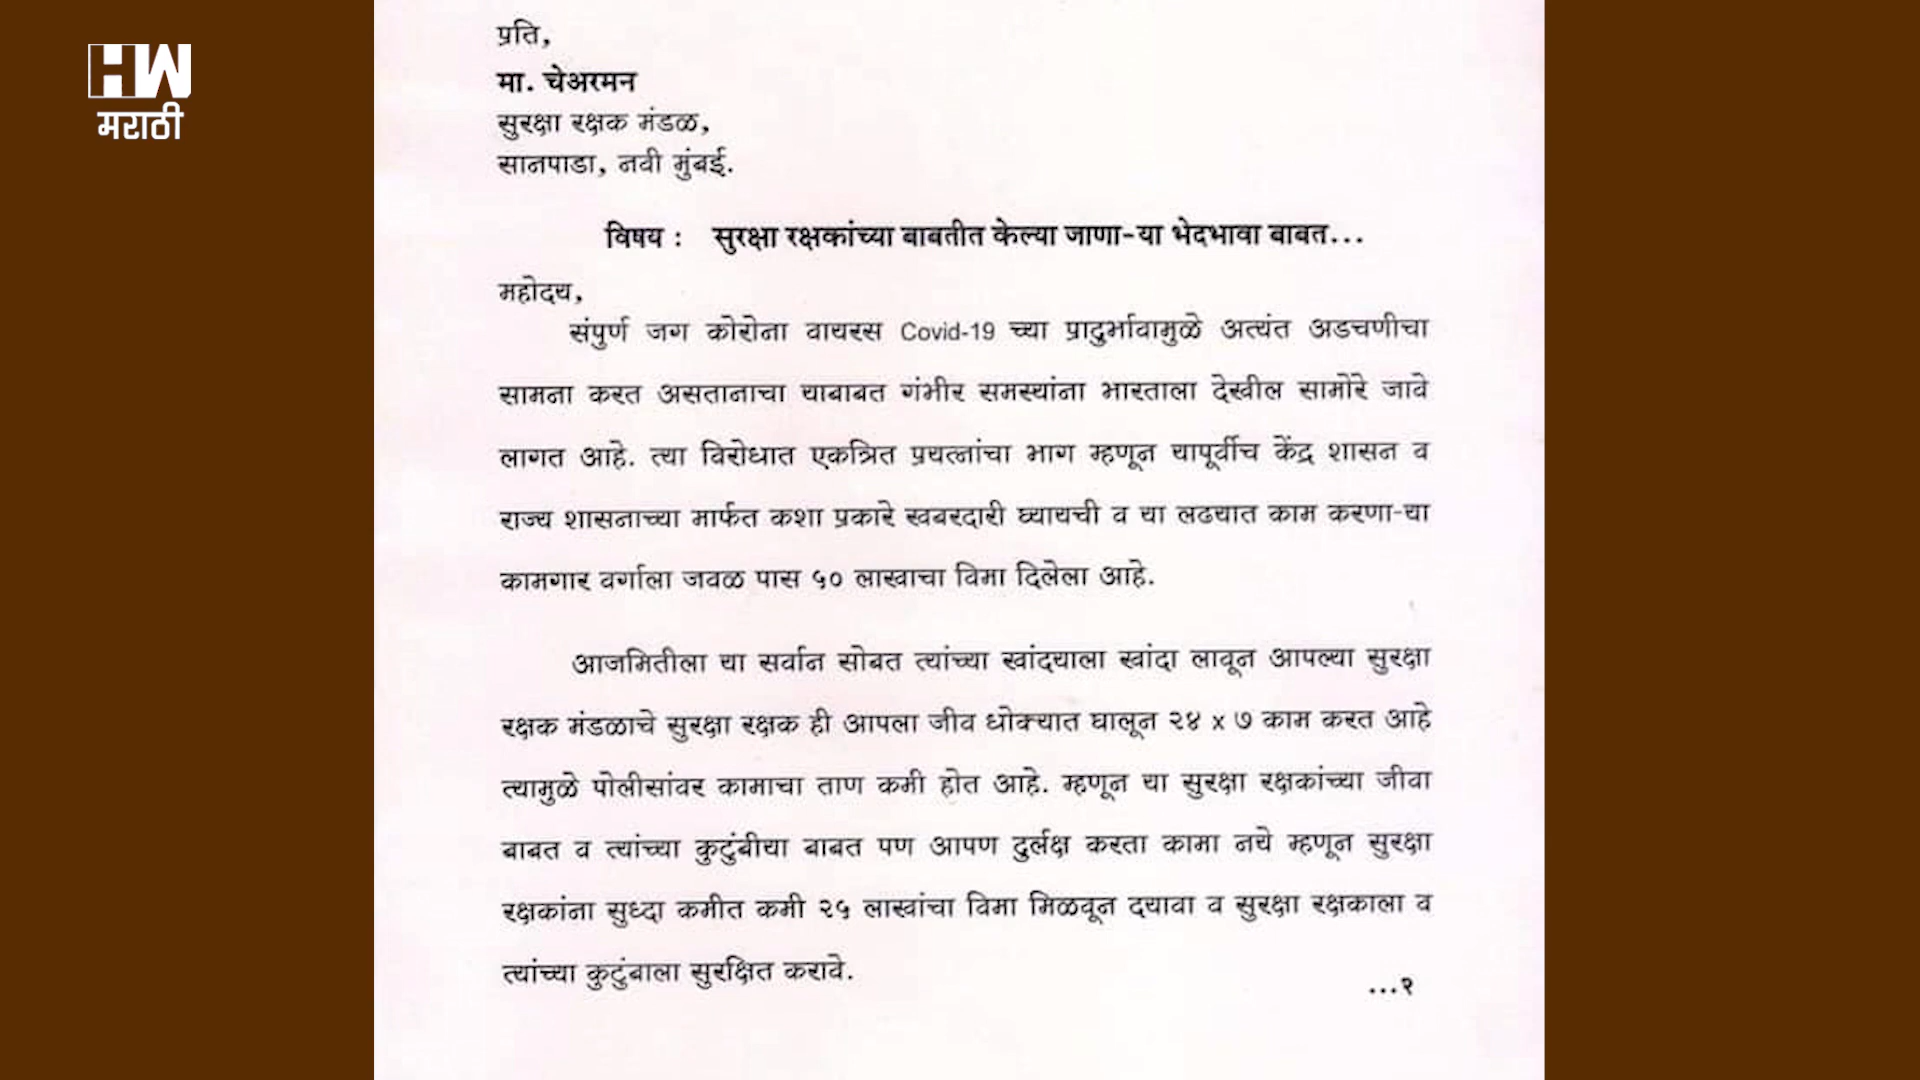 HW
मराठी
प्रति,
मा. चेअरमन
सुरक्षा रक्षक मंडळ,
सानपाडा, नवी मुंबई.
विषय : सुरक्षा रक्षकांच्या बाबतीत केल्या जाणा-या भेदभावा बाबत...
महोदय,
संपुर्ण जग कोरोना वायरस Covid-19 च्या प्रादुर्भावामुळे अत्यंत अडचणीचा
सामना करत असतानाचा याबाबत गंभीर समस्यांना भारताला देखील सामोरे जावे
लागत आहे. त्या विरोधात एकत्रित प्रयत्नांचा भाग म्हणून यापूर्वीच केंद्र शासन व
राज्य शासनाच्या मार्फत कशा प्रकारे खबरदारी घ्यायची व या लढयात काम करणा-या
कामगार वर्गाला जवळ पास ५० लाखाचा विमा दिलेला आहे.
आजमितीला या सर्वान सोबत त्यांच्या खांदयाला खांदा लावून आपल्या सुरक्षा
रक्षक मंडळाचे सुरक्षा रक्षक ही आपला जीव धोक्यात घालून २४ x ७ काम करत आहे
त्यामुळे पोलीसांवर कामाचा ताण कमी होत आहे. म्हणून या सुरक्षा रक्षकांच्या जीवा
बाबत व त्यांच्या कुटुंबीया बाबत पण आपण दुर्लक्ष करता कामा नये म्हणून सुरक्षा
रक्षकांना सुध्दा कमीत कमी २५ लाखांचा विमा मिळवून दयावा व सुरक्षा रक्षकाला व
त्यांच्या कुटुंबाला सुरक्षित करावे.
...२